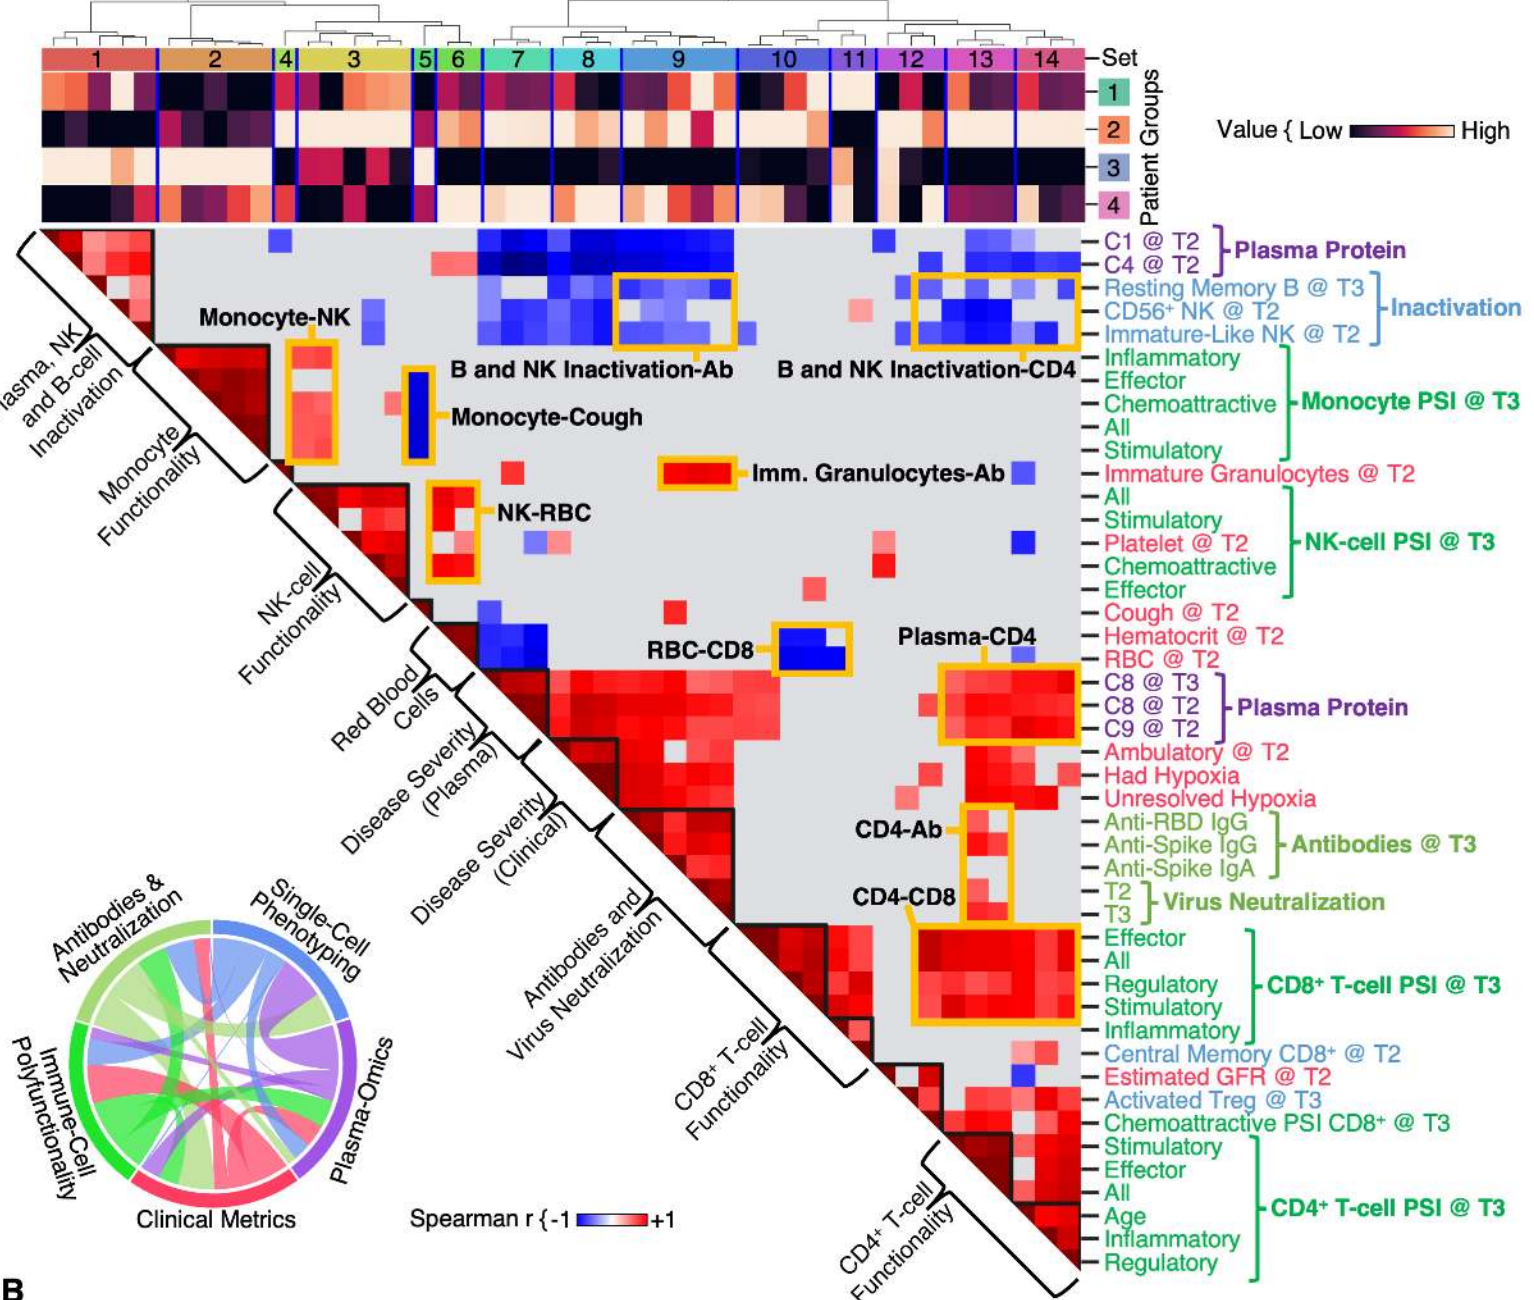 1 2 4 3 5 6 7 8 9 10 11 12 13 14 Set
1
2
3
4
Patient Groups
Value { Low High
C1 @ T2
C4 @ T2
Plasma Protein
Resting Memory B @ T3
CD56⁺ NK @ T2
Immature-Like NK @ T2
Inactivation
Inflammatory
Effector
Chemoattractive
All
Stimulatory
Monocyte PSI @ T3
Immature Granulocytes @ T2
All
Stimulatory
Platelet @ T2
Chemoattractive
Effector
NK-cell PSI @ T3
Cough @ T2
Hematocrit @ T2
RBC @ T2
C8 @ T3
C8 @ T2
C9 @ T2
Plasma Protein
Ambulatory @ T2
Had Hypoxia
Unresolved Hypoxia
Anti-RBD IgG
Anti-Spike IgG
Anti-Spike IgA
Antibodies @ T3
T2
T3
Virus Neutralization
Effector
All
Regulatory
Stimulatory
Inflammatory
CD8⁺ T-cell PSI @ T3
Central Memory CD8⁺ @ T2
Estimated GFR @ T2
Activated Treg @ T3
Chemoattractive PSI CD8⁺ @ T3
Stimulatory
Effector
All
Age
Inflammatory
Regulatory
CD4⁺ T-cell PSI @ T3
Monocyte-NK
B and NK Inactivation-Ab
B and NK Inactivation-CD4
Monocyte-Cough
Imm. Granulocytes-Ab
NK-RBC
RBC-CD8
Plasma-CD4
CD4-Ab
CD4-CD8
NK
and B-cell
Inactivation
Monocyte
Functionality
NK-cell
Functionality
Red Blood
Cells
Disease Severity
(Plasma)
Disease Severity
(Clinical)
Antibodies and
Virus Neutralization
CD8⁺ T-cell
Functionality
CD4⁺ T-cell
Functionality
Antibodies &
Neutralization
Single-Cell
Phenotyping
Plasma-Omics
Clinical Metrics
Immune-Cell
Polyfunctionality
Spearman r { -1 +1
B